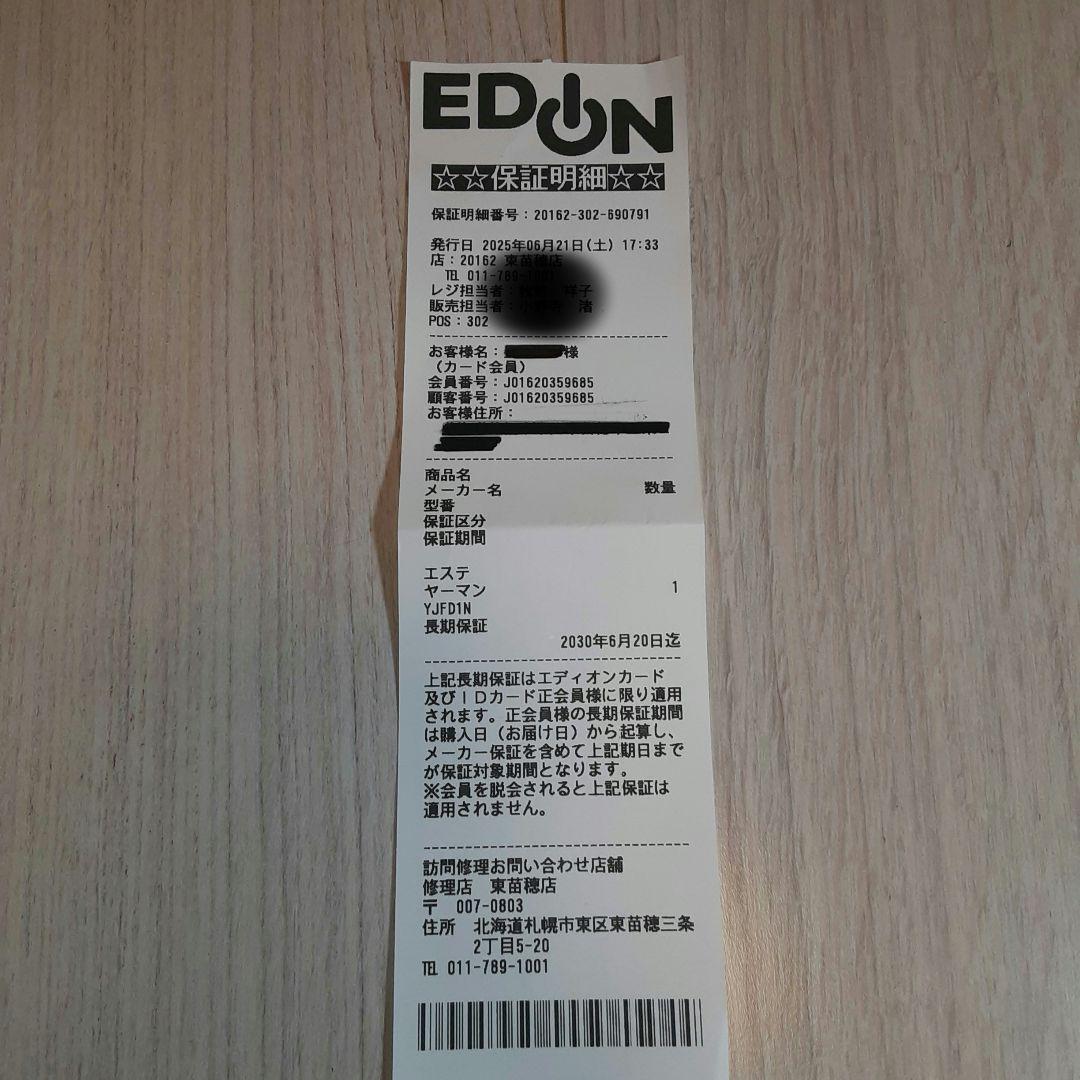 EDION
☆☆保証明細☆☆
保証明細番号：20162-302-690791
発行日 2025年06月21日(土) 17:33
店：20162 東苗穂店
TEL 011-789-1001
レジ担当者： 祥子
販売担当者： 渚
POS：302
お客様名： 様
（カード会員）
会員番号：J01620359685
顧客番号：J01620359685
お客様住所：
商品名
メーカー名 数量
型番
保証区分
保証期間
エステ
ヤーマン 1
YJFD1N
長期保証
2030年6月20日迄
上記長期保証はエディオンカード
及びIDカード正会員様に限り適用
されます。正会員様の長期保証期間
は購入日（お届け日）から起算し、
メーカー保証を含めて上記期日まで
が保証対象期間となります。
※会員を脱会されると上記保証は
適用されません。
訪問修理お問い合わせ店舗
修理店 東苗穂店
〒 007-0803
住所 北海道札幌市東区東苗穂三条
2丁目5-20
TEL 011-789-1001